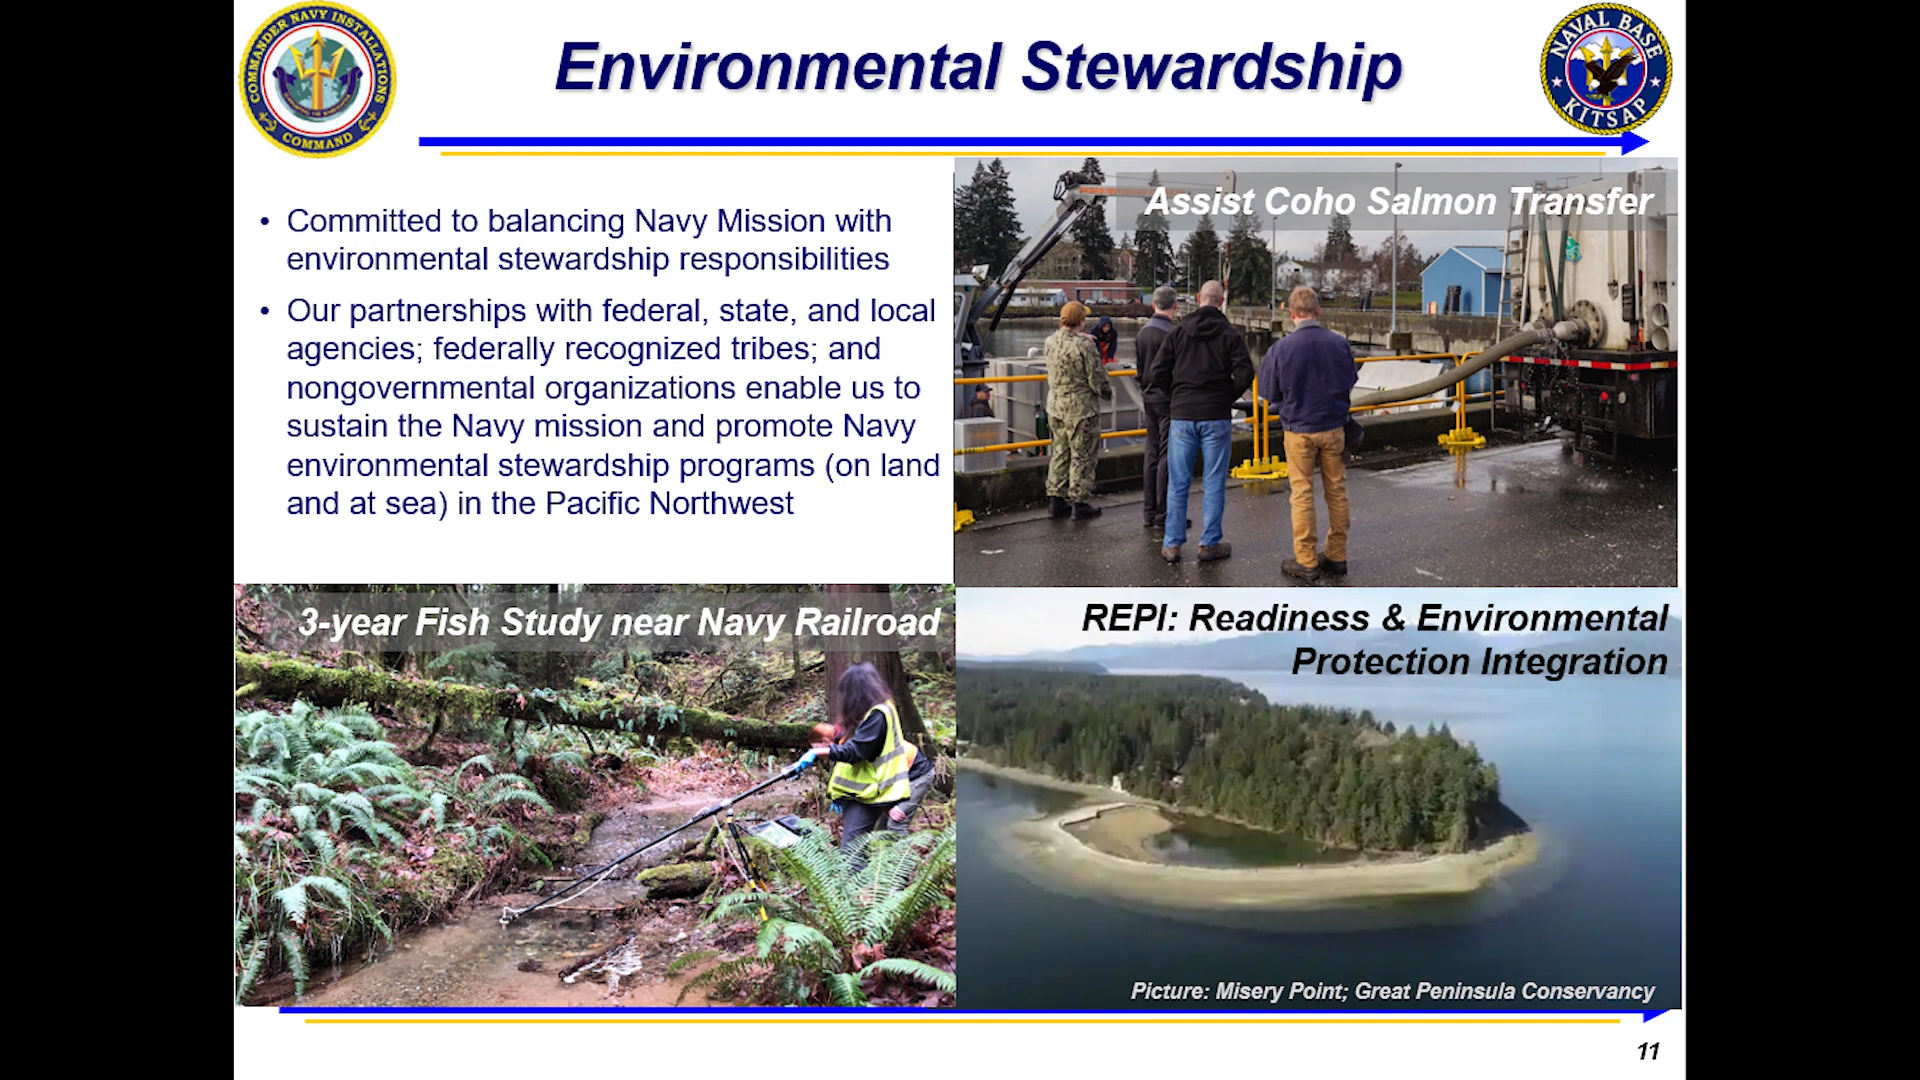 COMMANDER NAVY INSTALLATIONS
COMMAND
Environmental Stewardship
NAVAL BASE
KITSAP
• Committed to balancing Navy Mission with
environmental stewardship responsibilities
• Our partnerships with federal, state, and local
agencies; federally recognized tribes; and
nongovernmental organizations enable us to
sustain the Navy mission and promote Navy
environmental stewardship programs (on land
and at sea) in the Pacific Northwest
Assist Coho Salmon Transfer
3-year Fish Study near Navy Railroad
REPI: Readiness & Environmental
Protection Integration
Picture: Misery Point; Great Peninsula Conservancy
11